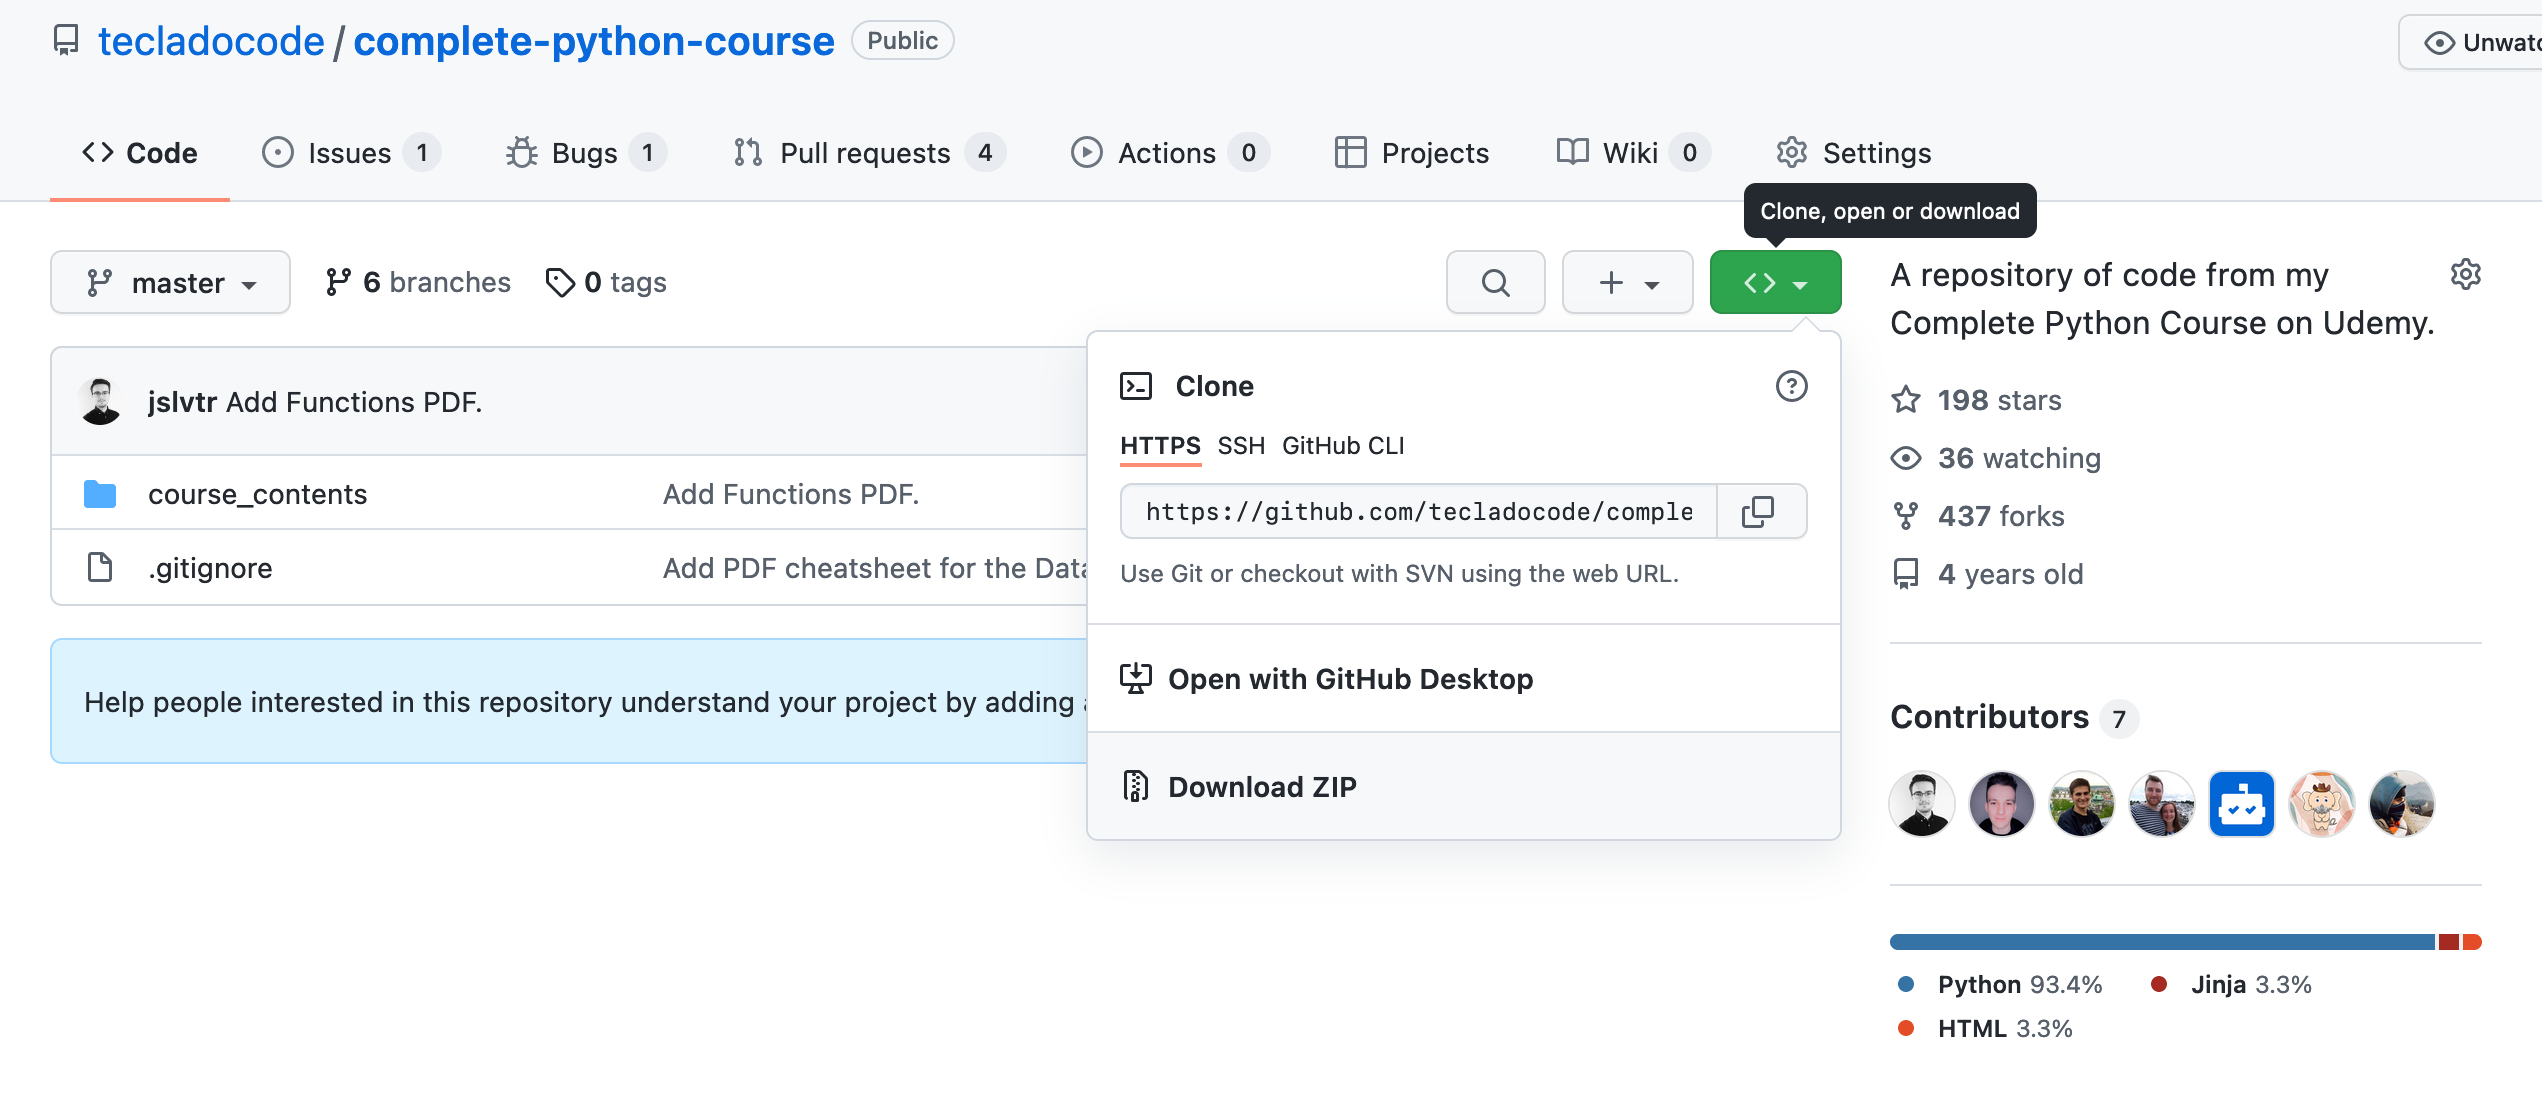 tecladocode / complete-python-course Public
Unwatc
Code Issues 1 Bugs 1 Pull requests 4 Actions 0 Projects Wiki 0 Settings
Clone, open or download
master 6 branches 0 tags
A repository of code from my
Complete Python Course on Udemy.
jslvtr Add Functions PDF.
course_contents Add Functions PDF.
.gitignore Add PDF cheatsheet for the Data
Help people interested in this repository understand your project by adding
Clone
HTTPS SSH GitHub CLI
https://github.com/tecladocode/comple
Use Git or checkout with SVN using the web URL.
Open with GitHub Desktop
Download ZIP
198 stars
36 watching
437 forks
4 years old
Contributors 7
Python 93.4% Jinja 3.3%
HTML 3.3%